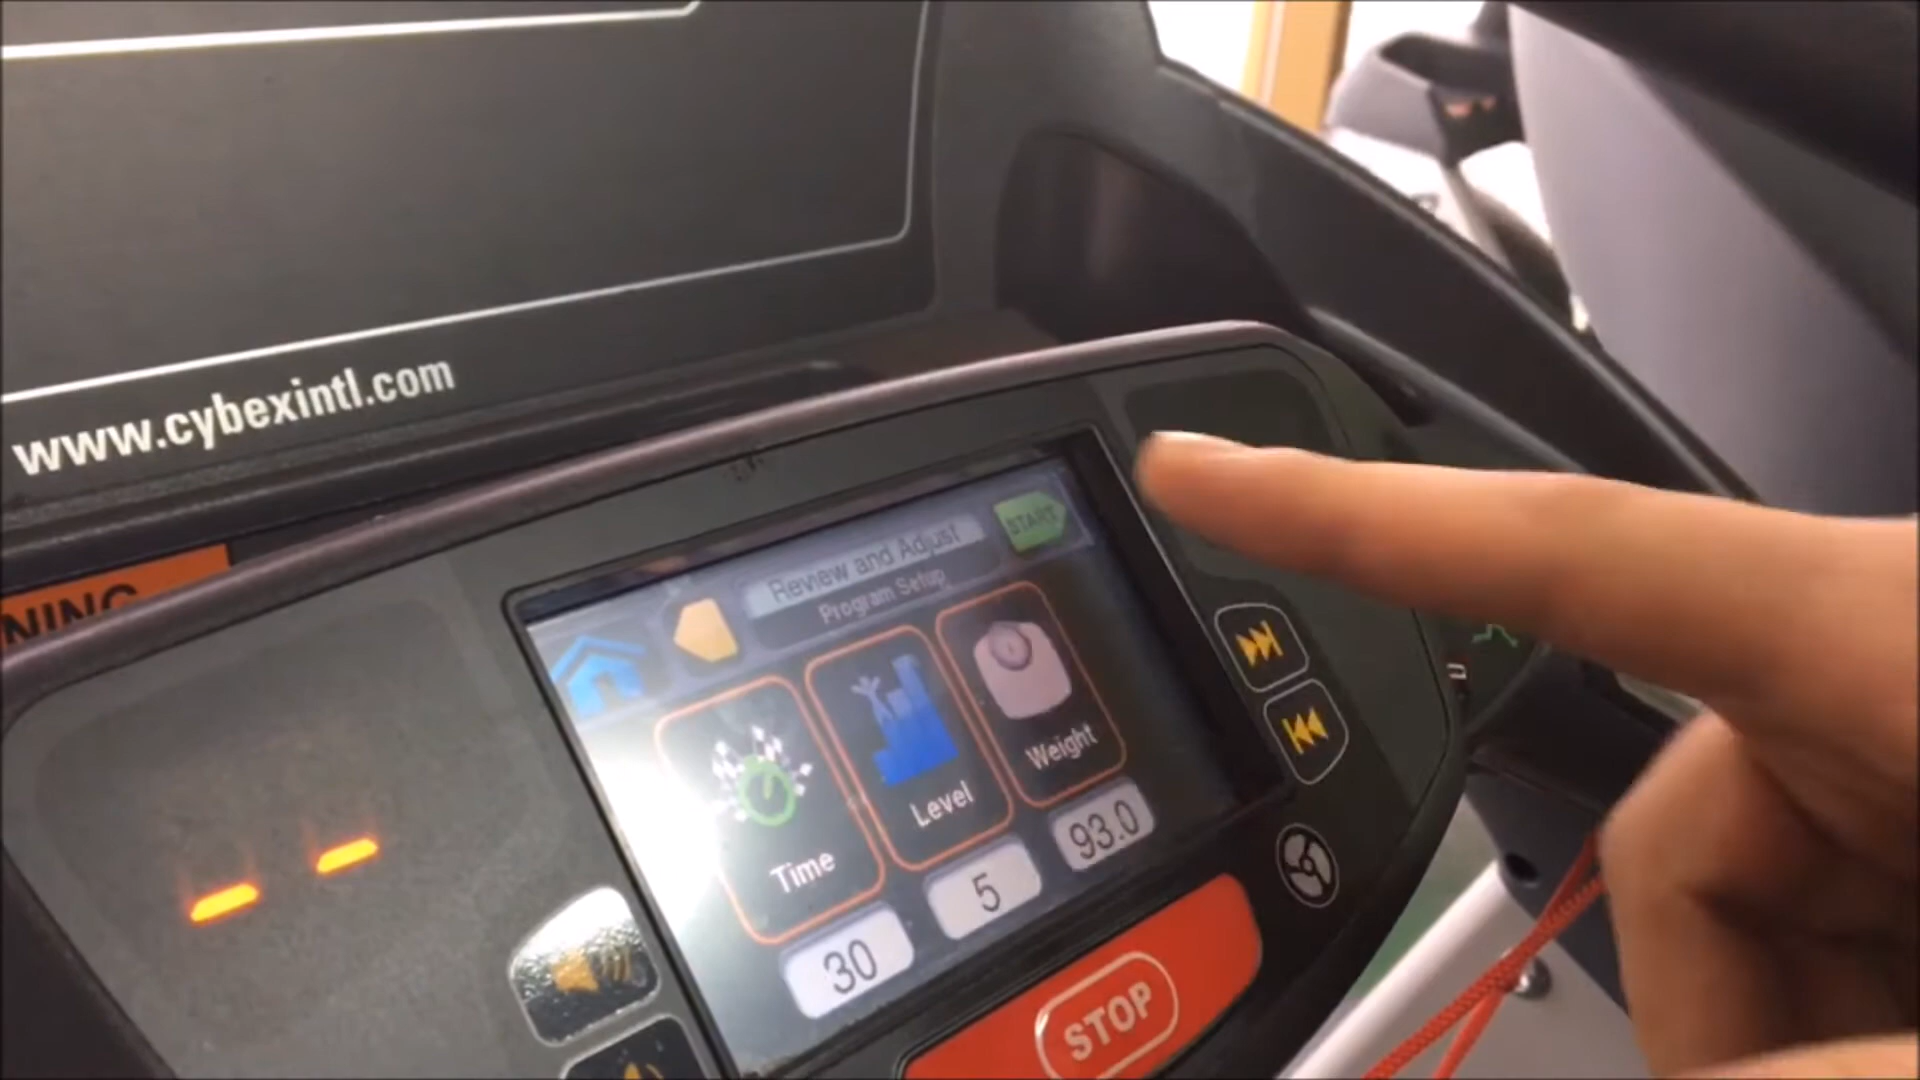 www.cybexintl.com
NING
Review and Adjust
START
Program Setup
Time
Level
Weight
30
5
93.0
STOP